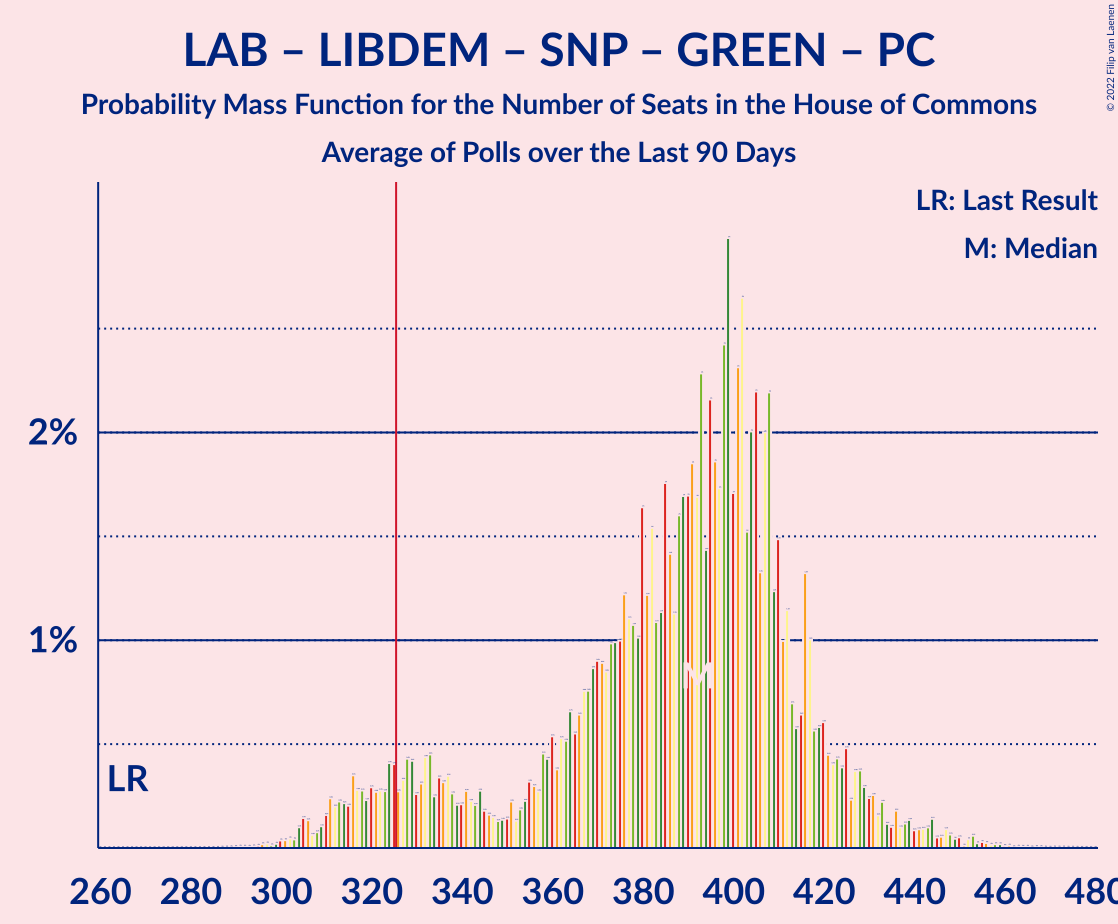 LAB – LIBDEM – SNP – GREEN – PC
Probability Mass Function for the Number of Seats in the House of Commons
Average of Polls over the Last 90 Days
© 2022 Filip van Laenen
LR: Last Result
M: Median
2%
1%
M
LR
260 280 300 320 340 360 380 400 420 440 460 480